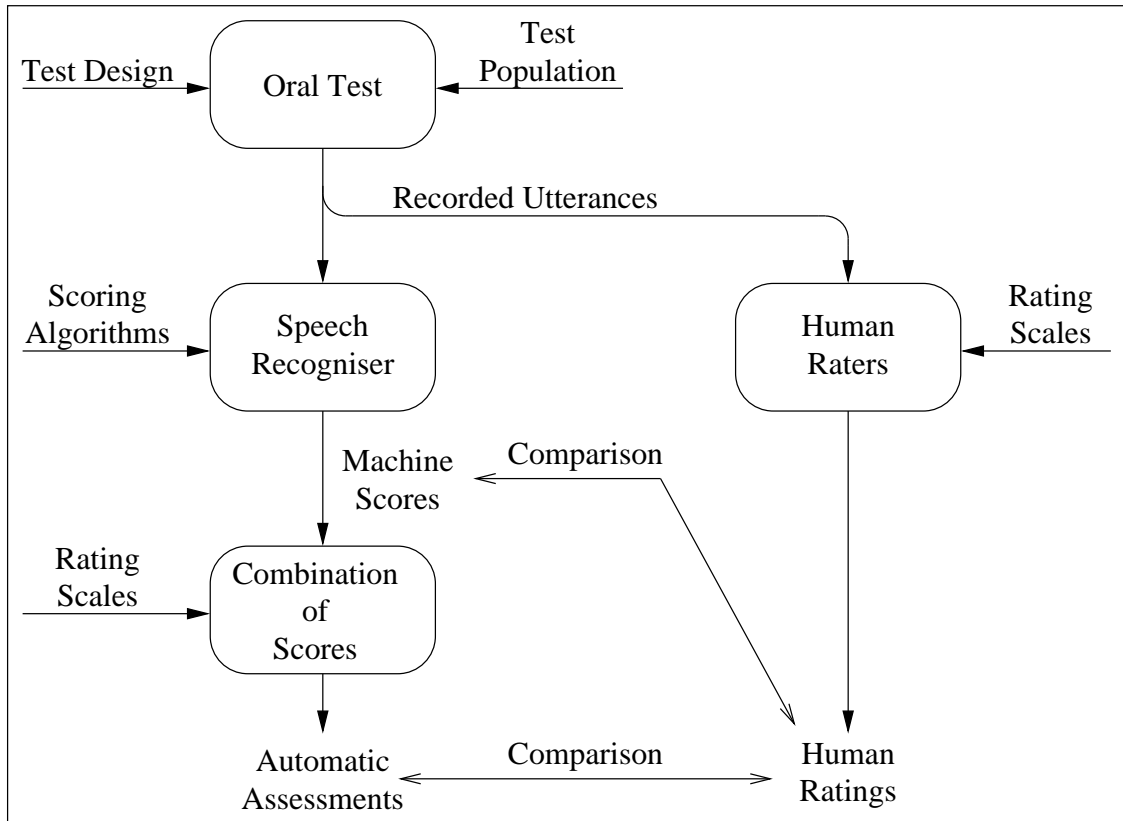 Test Design
Oral Test
Test
Population
Recorded Utterances
Scoring
Algorithms
Speech
Recogniser
Human
Raters
Rating
Scales
Machine
Scores
Comparison
Rating
Scales
Combination
of
Scores
Automatic
Assessments
Comparison
Human
Ratings